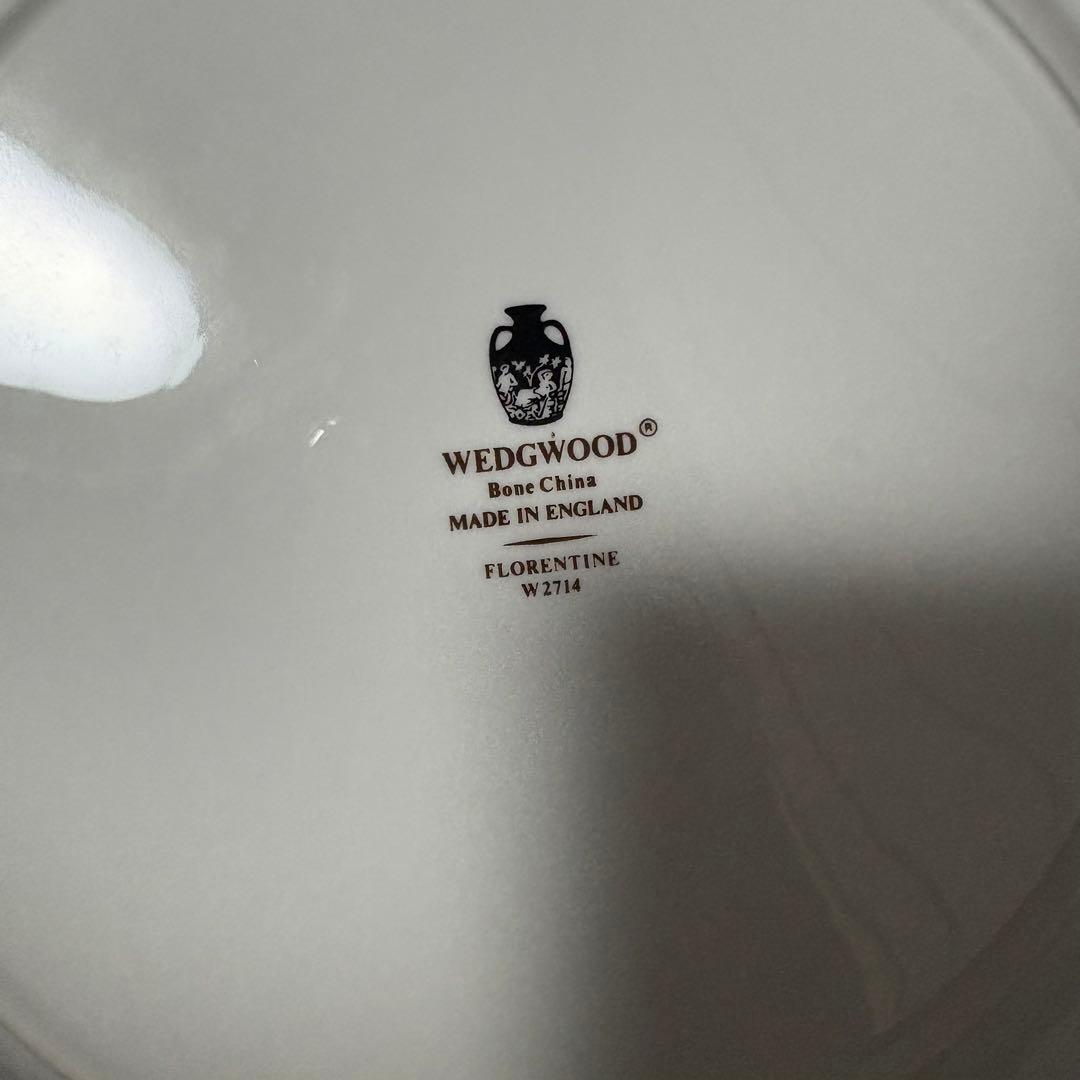 WEDGWOOD®
Bone China
MADE IN ENGLAND
FLORENTINE
W2714